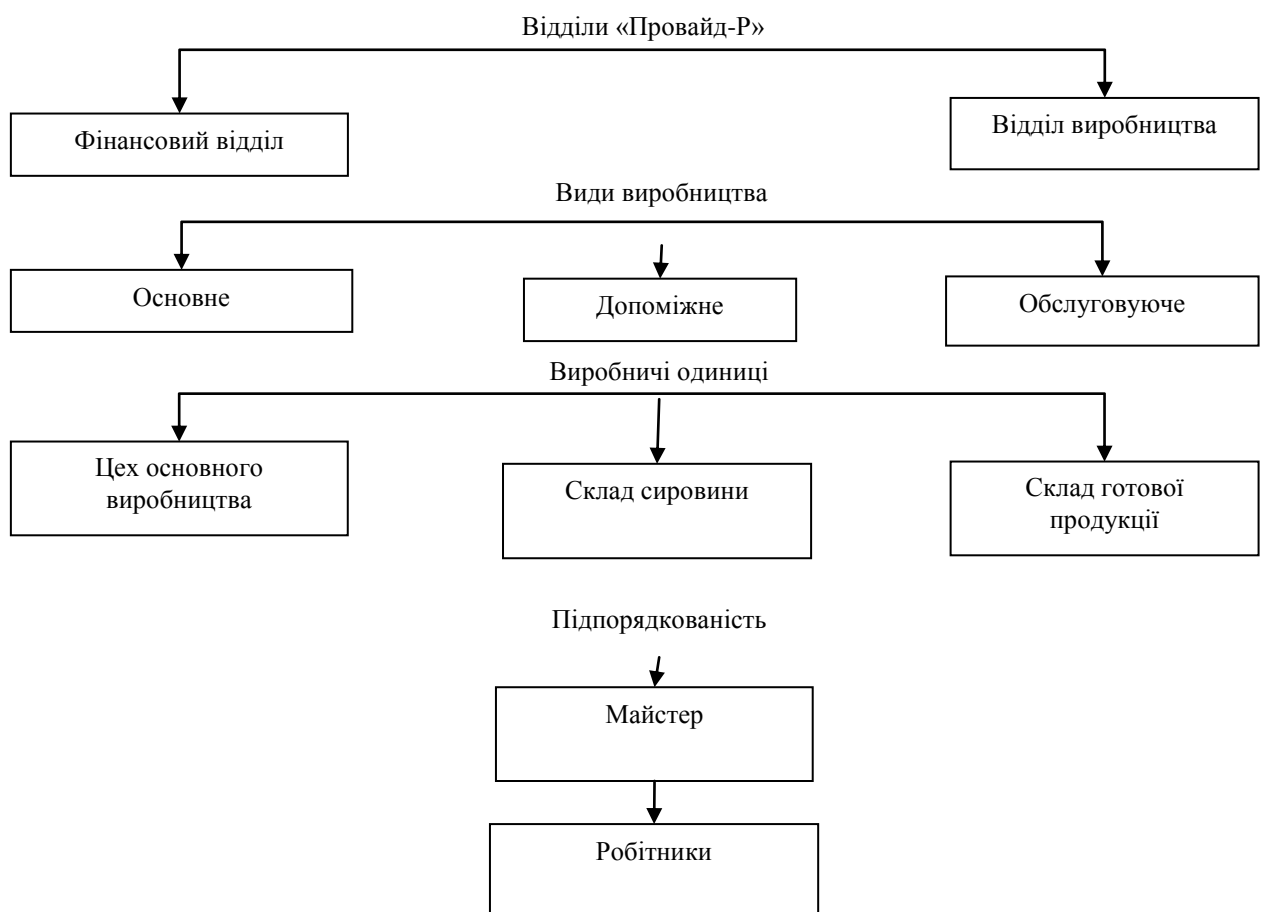 Відділи «Провайд-Р»
Фінансовий відділ
Відділ виробництва
Види виробництва
Основне
Допоміжне
Обслуговуюче
Виробничі одиниці
Цех основного
виробництва
Склад сировини
Склад готової
продукції
Підпорядкованість
Майстер
Робітники